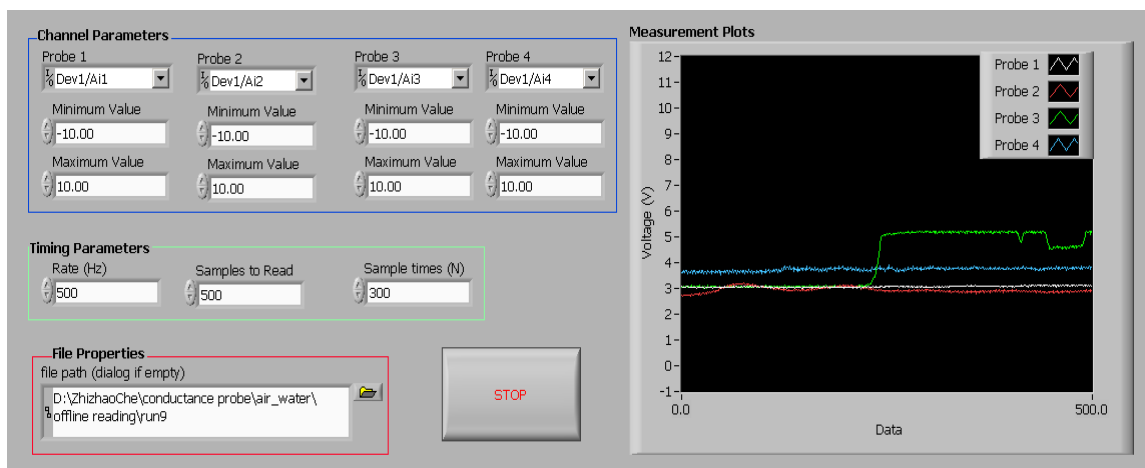 Channel Parameters
Probe 1
Probe 2
Probe 3
Probe 4
Dev1/Ai1
Dev1/Ai2
Dev1/Ai3
Dev1/Ai4
Minimum Value
Minimum Value
Minimum Value
Minimum Value
-10.00
-10.00
-10.00
-10.00
Maximum Value
Maximum Value
Maximum Value
Maximum Value
10.00
10.00
10.00
10.00
Timing Parameters
Rate (Hz)
Samples to Read
Sample times (N)
500
500
300
File Properties
file path (dialog if empty)
D:\ZhizhaoChe\conductance probe\air_water\
offline reading\run9
STOP
Measurement Plots
Probe 1
Probe 2
Probe 3
Probe 4
Voltage (V)
12
11
10
9
8
7
6
5
4
3
2
1
0
-1
0.0
500.0
Data